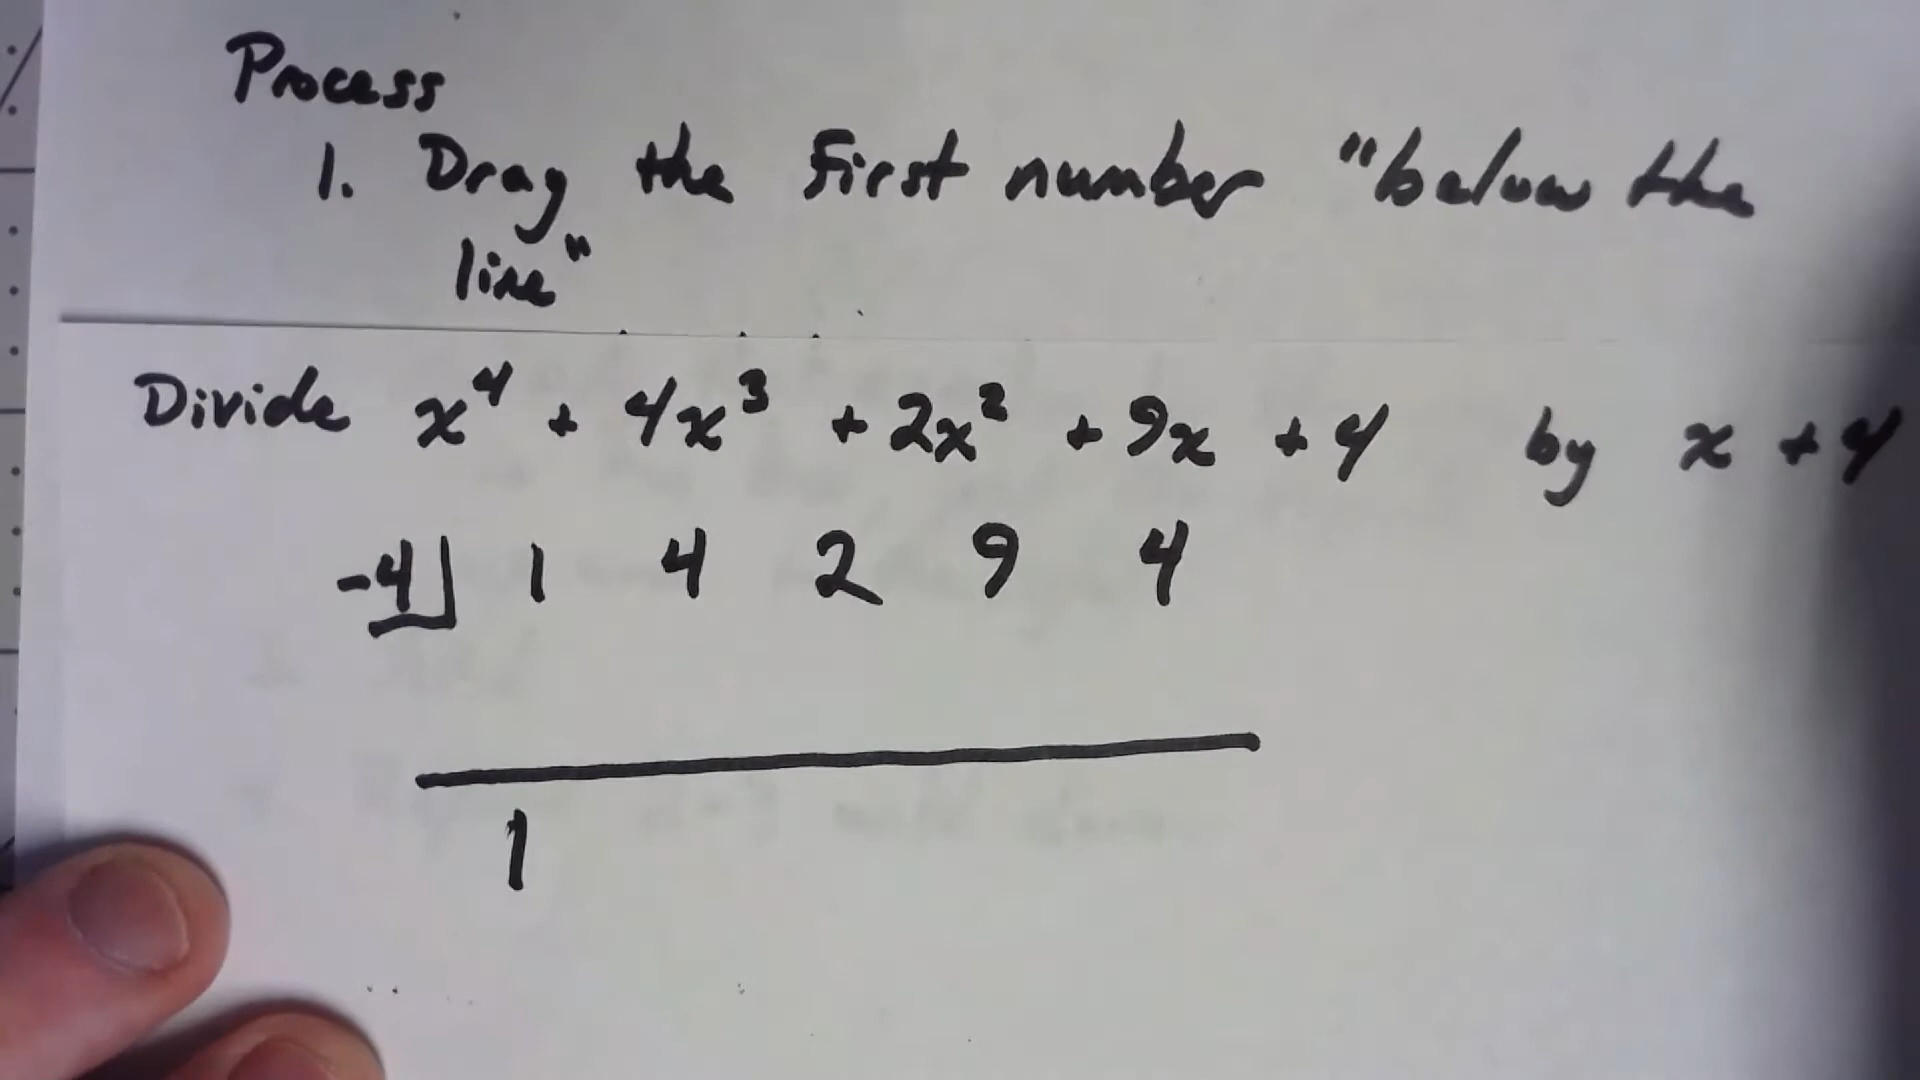 Process
1. Drag the first number "below the
line"
Divide x⁴ + 4x³ + 2x² + 9x + 4 by x + 4
-4 1 4 2 9 4
1